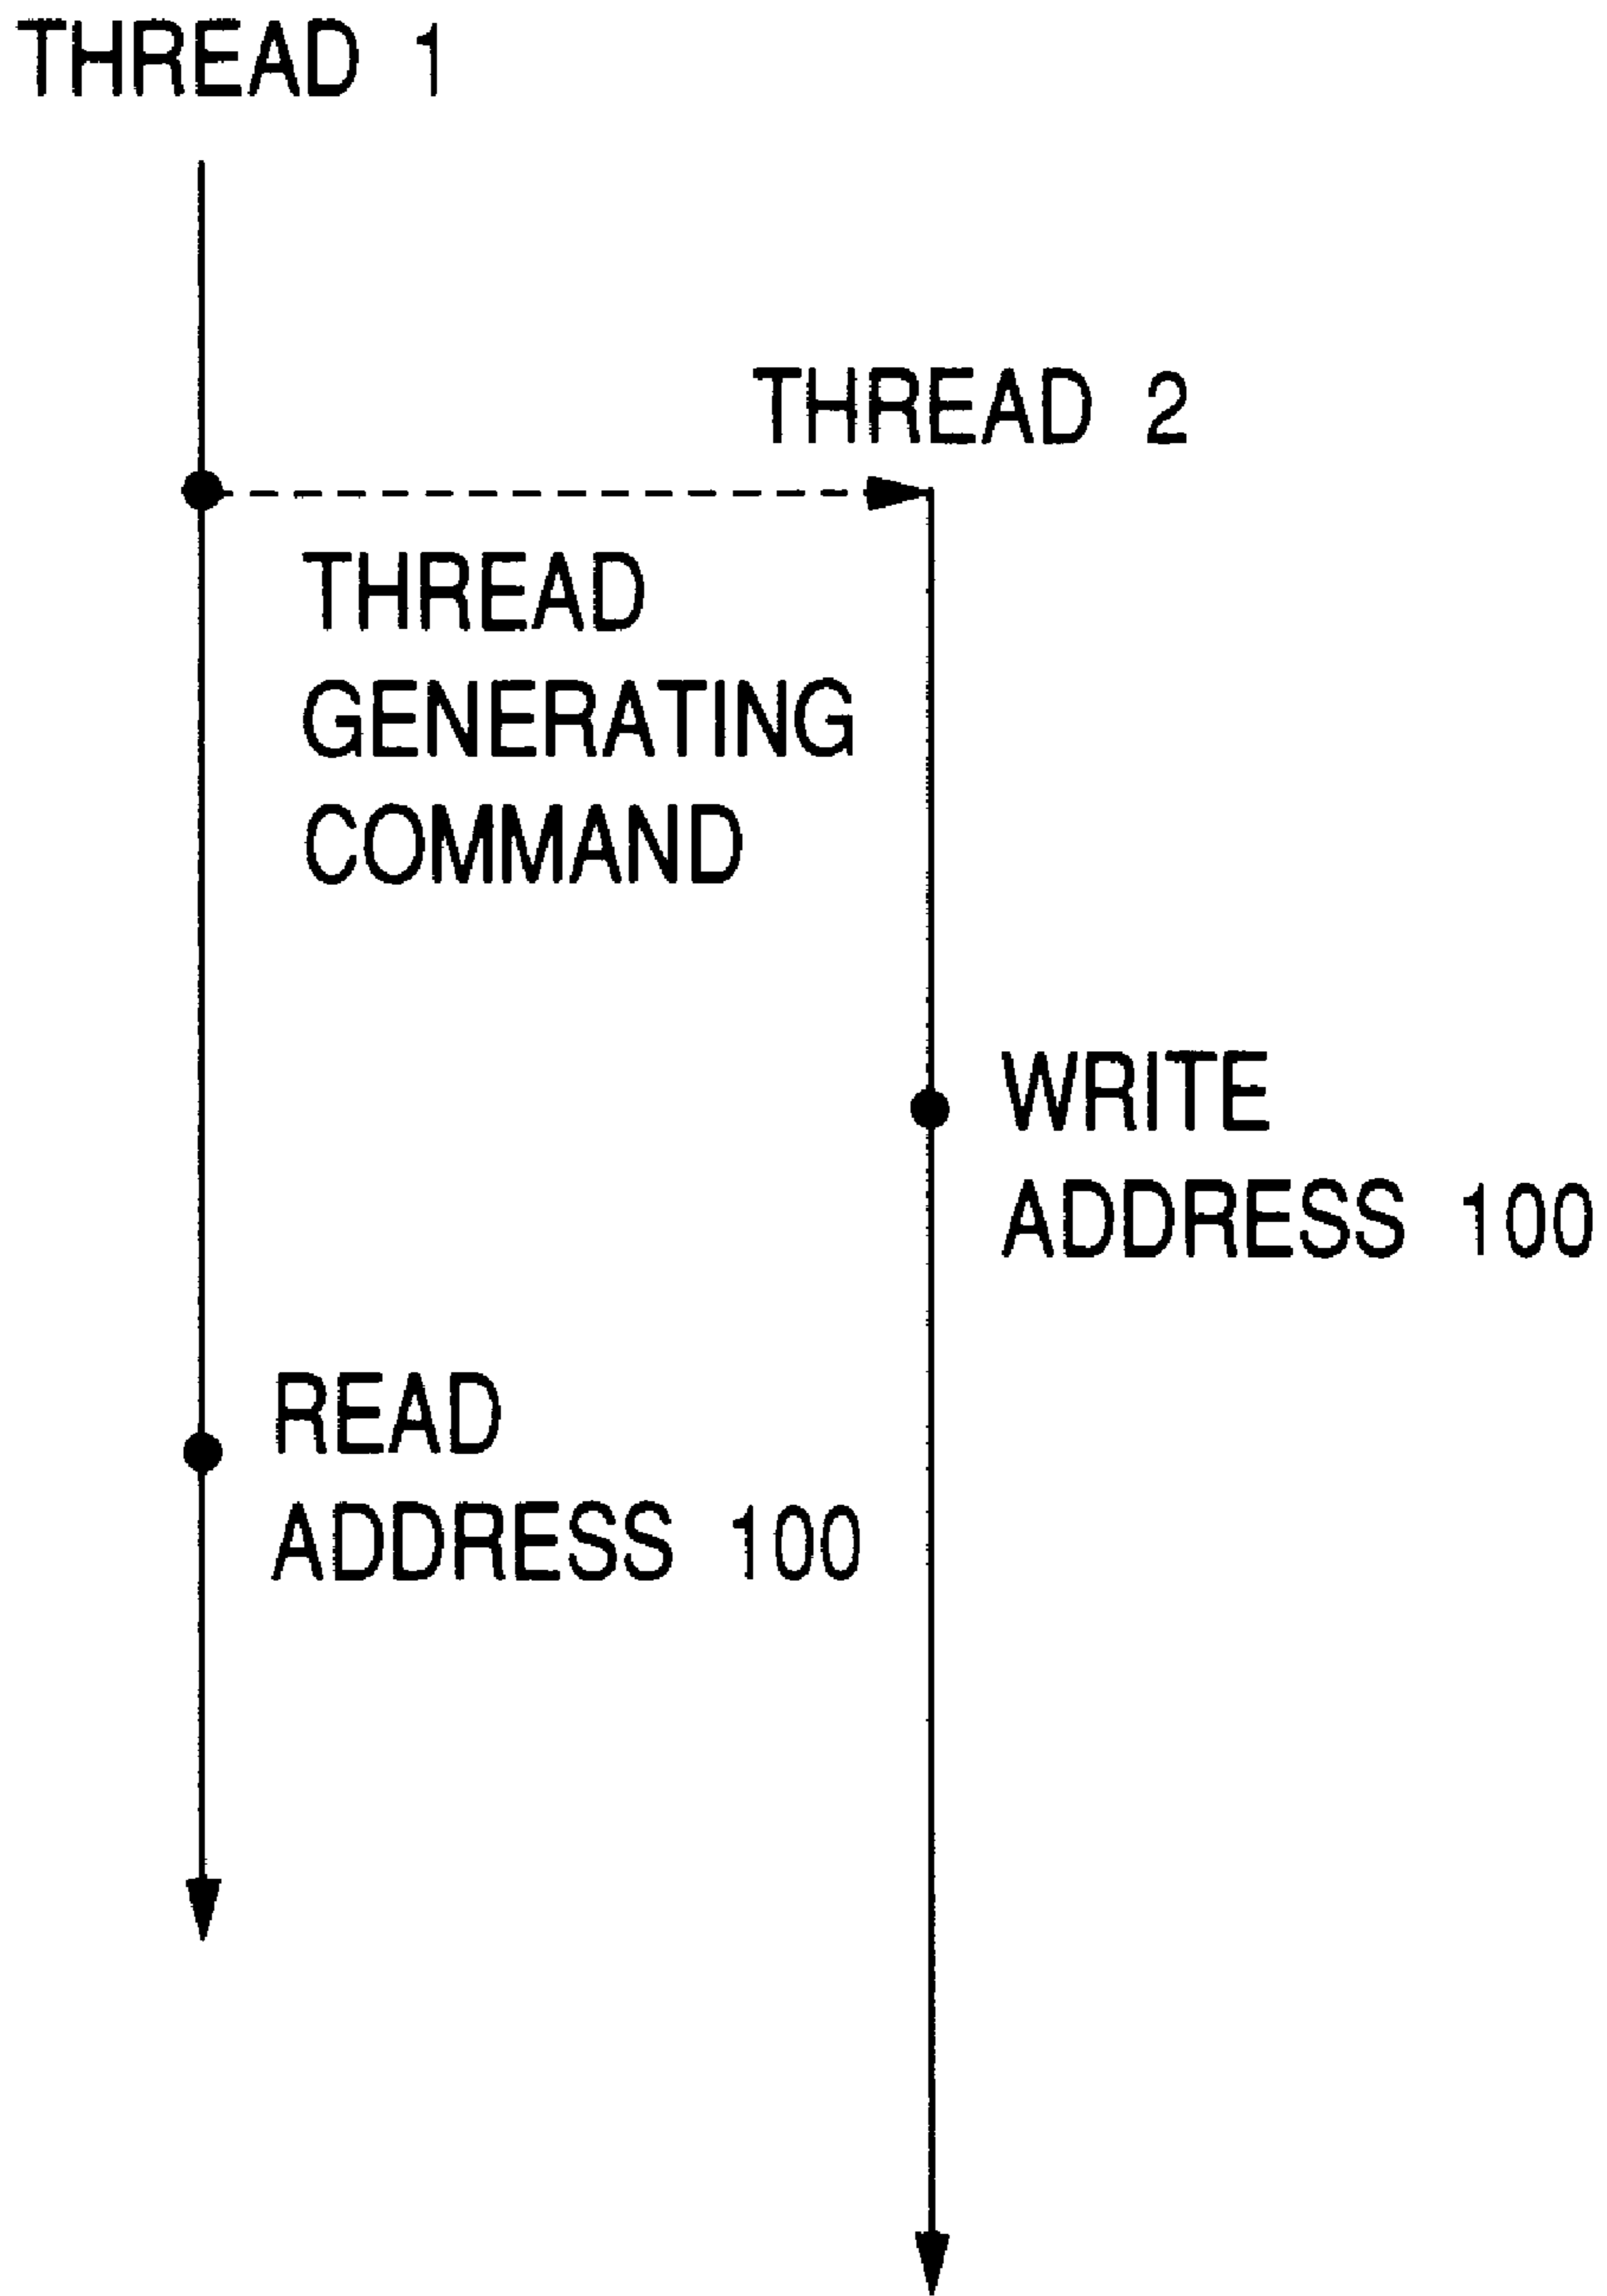 THREAD 1
THREAD 2
THREAD
GENERATING
COMMAND
WRITE
ADDRESS 100
READ
ADDRESS 100